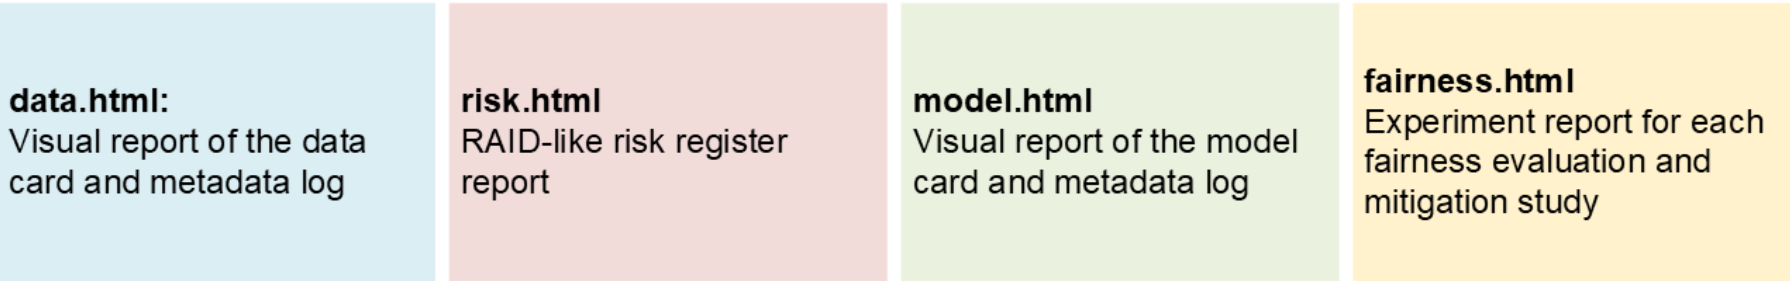 data.html:
Visual report of the data
card and metadata log
risk.html
RAID-like risk register
report
model.html
Visual report of the model
card and metadata log
fairness.html
Experiment report for each
fairness evaluation and
mitigation study